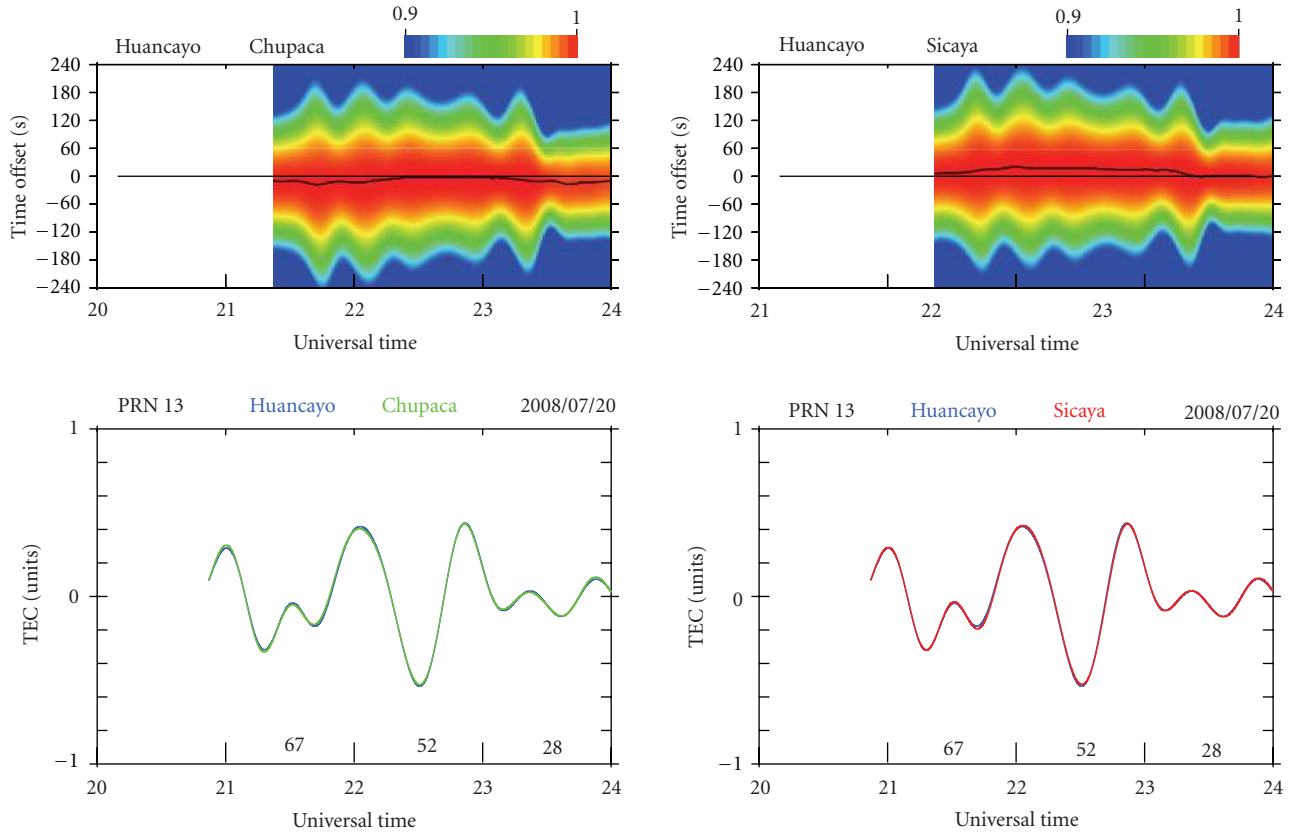 0.9 1
Huancayo Chupaca
240
180
120
60
0
−60
−120
−180
−240
Time offset (s)
20 21 22 23 24
Universal time
0.9 1
Huancayo Sicaya
240
180
120
60
0
−60
−120
−180
−240
Time offset (s)
21 22 23 24
Universal time
PRN 13 Huancayo Chupaca 2008/07/20
1
0
−1
TEC (units)
67 52 28
20 21 22 23 24
Universal time
PRN 13 Huancayo Sicaya 2008/07/20
1
0
−1
TEC (units)
67 52 28
20 21 22 23 24
Universal time